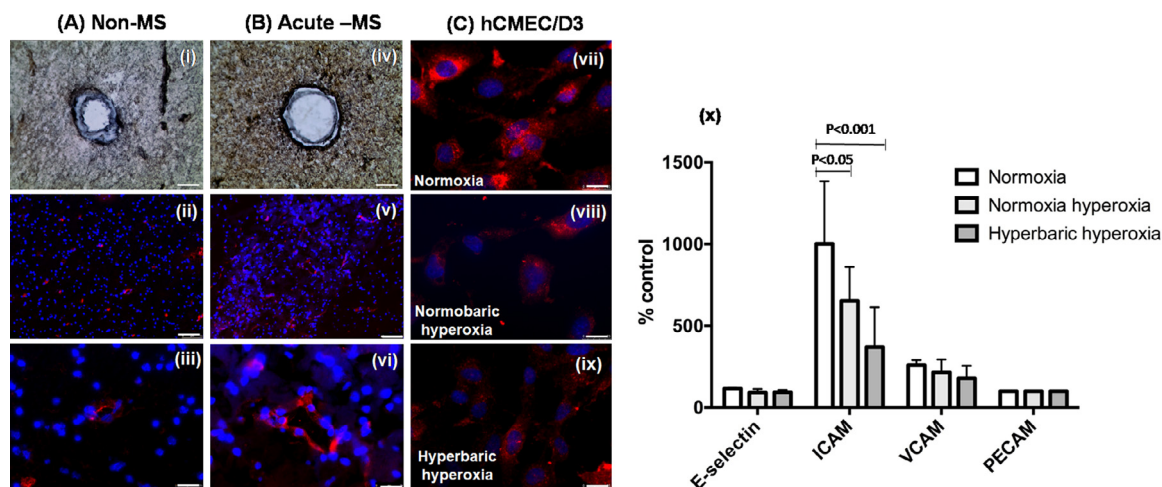 (A) Non-MS
(B) Acute –MS
(C) hCMEC/D3
(i)
(iv)
(vii)
Normoxia
(ii)
(v)
(viii)
Normobaric
hyperoxia
(iii)
(vi)
(ix)
Hyperbaric
hyperoxia
(x)
P<0.001
P<0.05
1500
1000
500
0
% control
Normoxia
Normoxia hyperoxia
Hyperbaric hyperoxia
E-selectin
ICAM
VCAM
PECAM